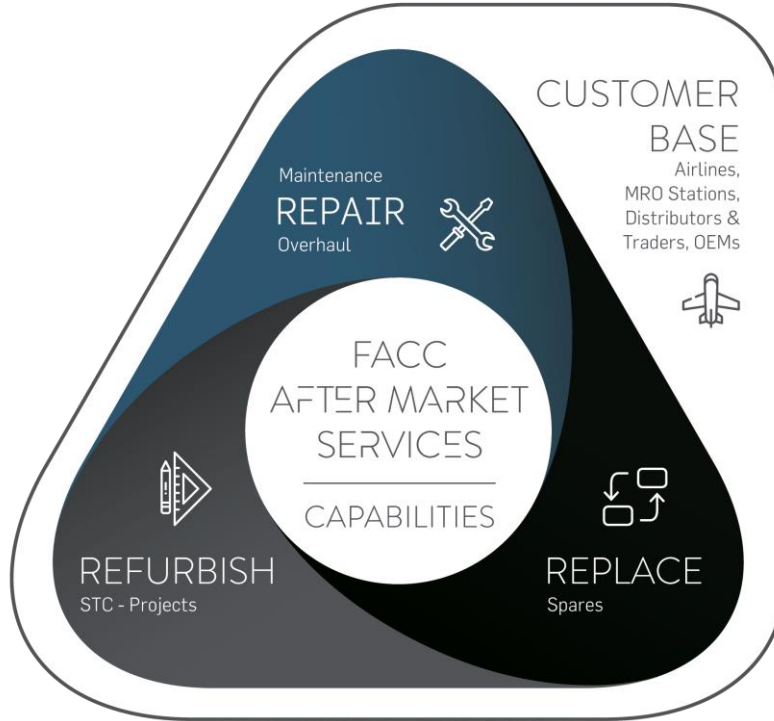 CUSTOMER
BASE
Airlines,
MRO Stations,
Distributors &
Traders, OEMs
Maintenance
REPAIR
Overhaul
FACC
AFTER MARKET
SERVICES
CAPABILITIES
REFURBISH
STC - Projects
REPLACE
Spares